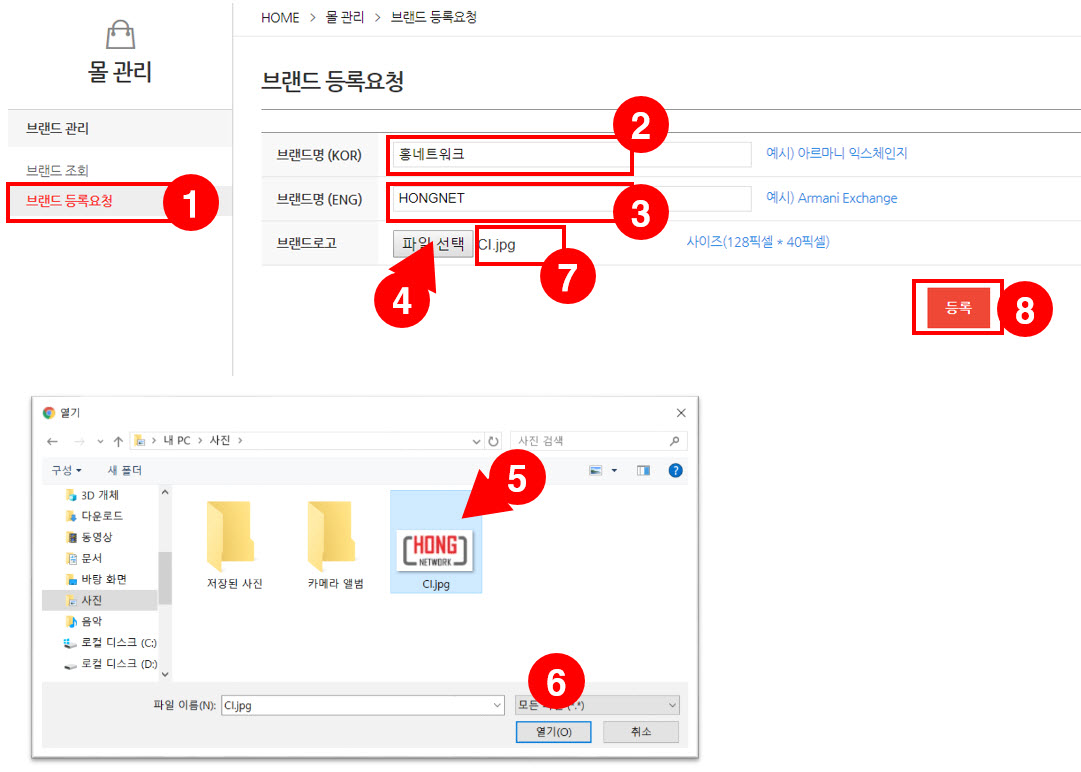 몰 관리
브랜드 관리
브랜드 조회
브랜드 등록요청
1
HOME > 몰 관리 > 브랜드 등록요청
브랜드 등록요청
2
브랜드명 (KOR) 홍네트워크 예시) 아르마니 익스체인지
브랜드명 (ENG) HONGNET 예시) Armani Exchange
3
브랜드로고 파일 선택 CI.jpg 사이즈(128픽셀 * 40픽셀)
4
7
등록
8
열기
내 PC > 사진 >
사진 검색
구성 새 폴더
?
5
3D 개체
다운로드
동영상
문서
바탕 화면
사진
음악
로컬 디스크 (C:)
로컬 디스크 (D:)
저장된 사진
카메라 앨범
HONG
NETWORK
CI.jpg
6
파일 이름(N): CI.jpg
모든 (*.*)
열기(O)
취소